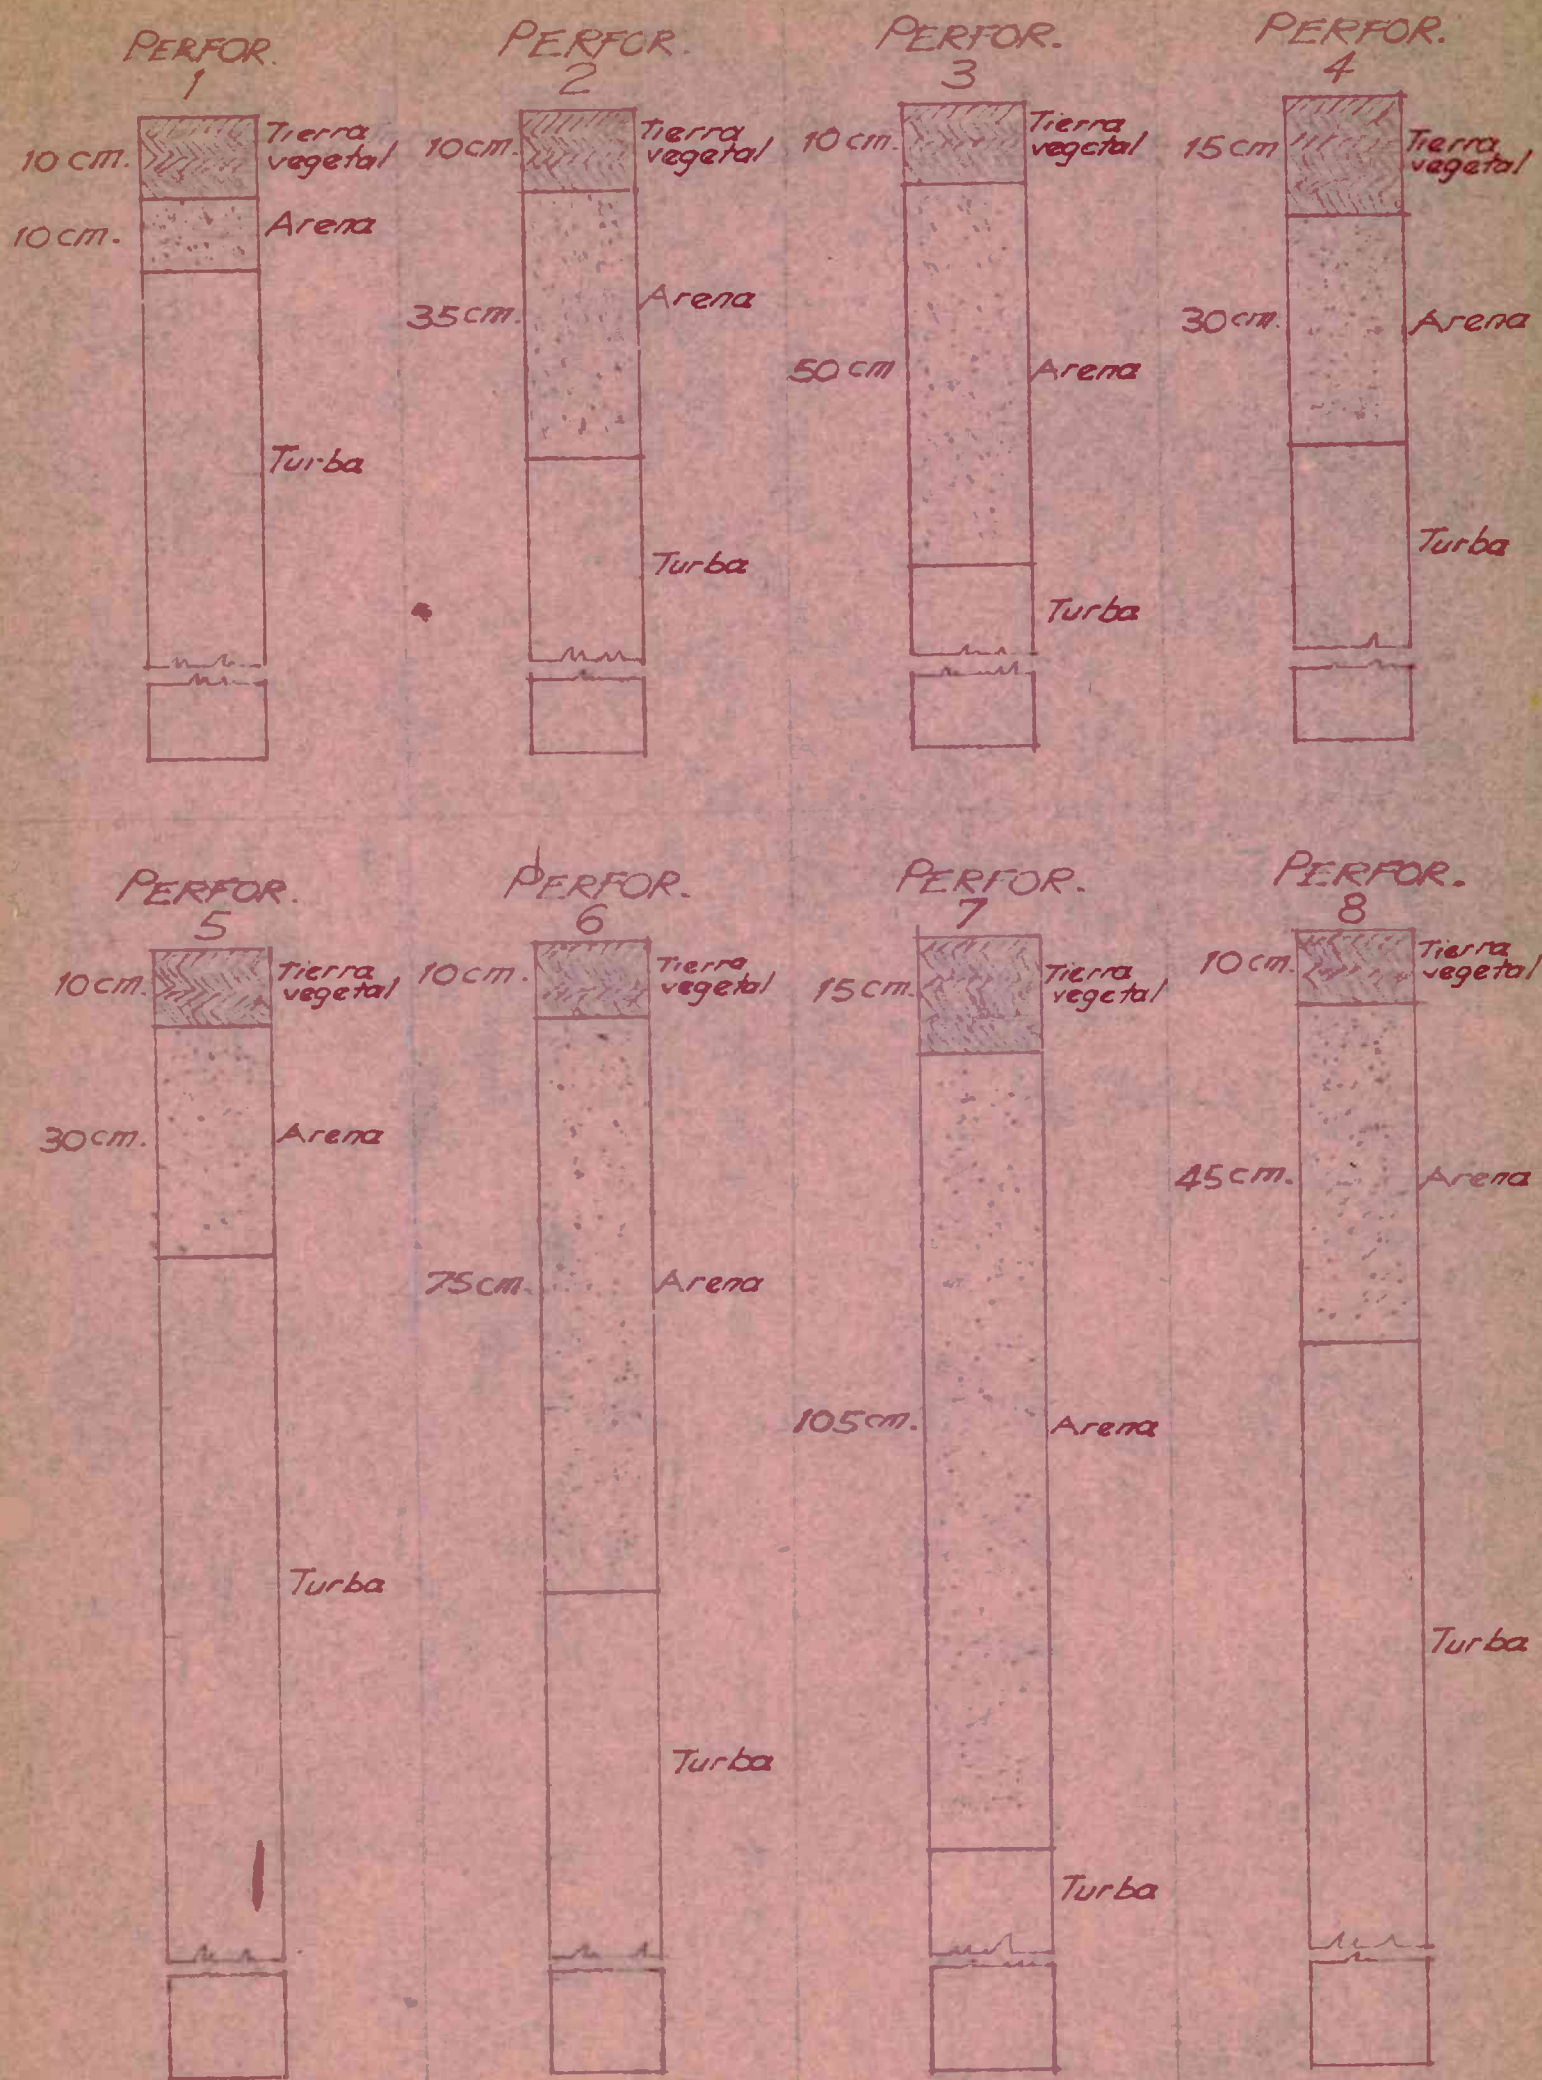 PERFOR.
1
10 cm.
Tierra
vegetal
10 cm.
Arena
Turba
PERFOR.
2
10 cm.
Tierra
vegetal
35 cm.
Arena
Turba
PERFOR.
3
10 cm.
Tierra
vegetal
50 cm
Arena
Turba
PERFOR.
4
15 cm
Tierra
vegetal
30 cm.
Arena
Turba
PERFOR.
5
10 cm.
Tierra
vegetal
30 cm.
Arena
Turba
PERFOR.
6
10 cm.
Tierra
vegetal
75 cm.
Arena
Turba
PERFOR.
7
15 cm.
Tierra
vegetal
105 cm.
Arena
Turba
PERFOR.
8
10 cm.
Tierra
vegetal
45 cm.
Arena
Turba